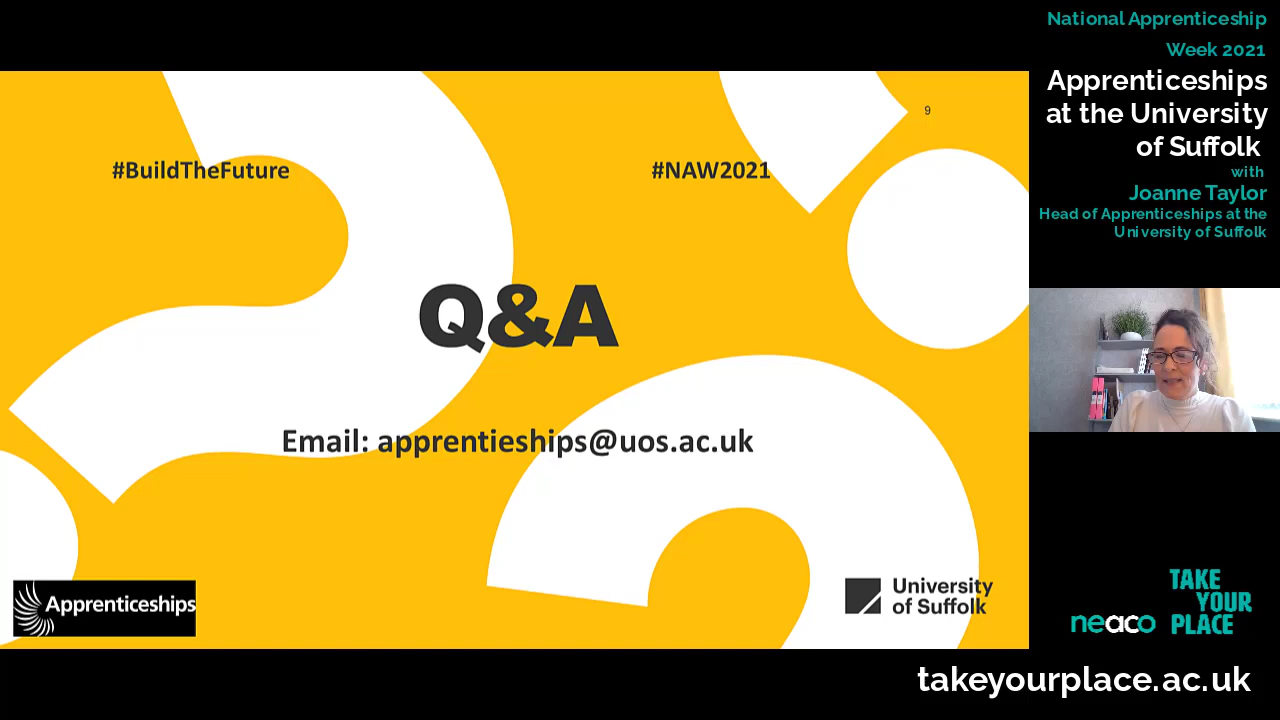 National Apprenticeship
Week 2021
Apprenticeships
at the University
of Suffolk
with
Joanne Taylor
Head of Apprenticeships at the
University of Suffolk
9
#BuildTheFuture
#NAW2021
Q&A
Email: apprentieships@uos.ac.uk
Apprenticeships
University
of Suffolk
neaco
TAKE
YOUR
PLACE
takeyourplace.ac.uk